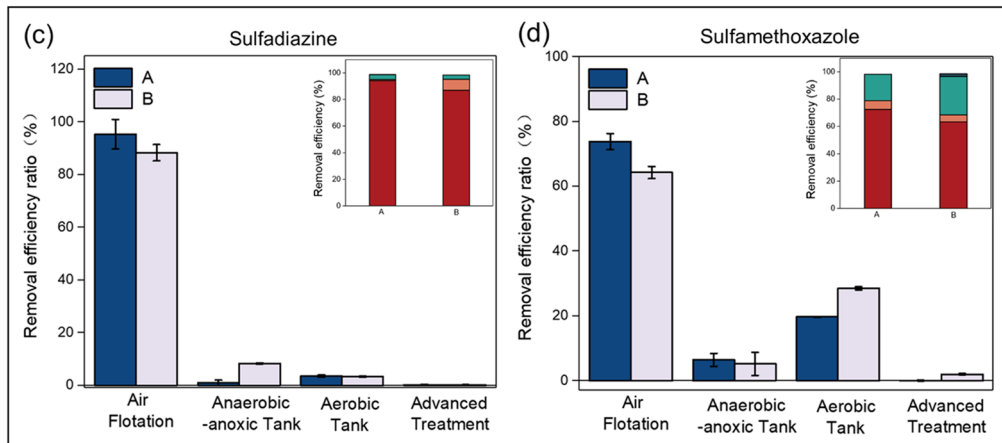 (c)
Sulfadiazine
Removal efficiency ratio（%）
120
100
80
60
40
20
0
A
B
Removal efficiency (%)
100
80
60
40
20
0
A
B
Air
Flotation
Anaerobic
-anoxic Tank
Aerobic
Tank
Advanced
Treatment
(d)
Sulfamethoxazole
Removal efficiency ratio（%）
100
80
60
40
20
0
A
B
Removal efficiency (%)
100
80
60
40
20
0
A
B
Air
Flotation
Anaerobic
-anoxic Tank
Aerobic
Tank
Advanced
Treatment